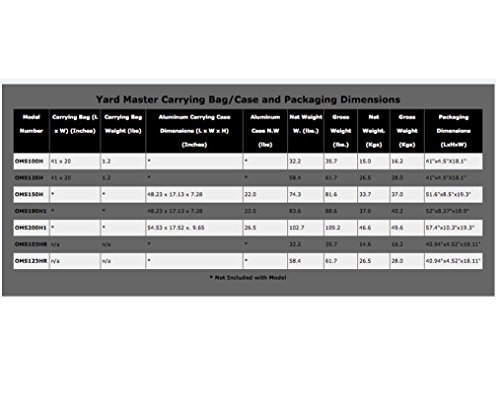 Yard Master Carrying Bag/Case and Packaging Dimensions
Model Number | Carrying Bag (L x W) (Inches) | Carrying Bag Weight (lbs) | Aluminum Carrying Case Dimensions (L x W x H) (Inches) | Aluminum Case N.W (lbs) | Net Weight W. (lbs.) | Gross Weight (lbs.) | Net Weight. (Kgs) | Gross Weight (Kgs) | Packaging Dimensions (LxHxW)
OMS100H | 41 x 20 | 1.2 | * | * | 32.2 | 35.7 | 15.0 | 16.2 | 41"x4.5"X18.1"
OMS120H | 41 x 20 | 1.2 | * | * | 58.4 | 61.7 | 26.5 | 28.0 | 41"x4.5"X18.1"
OMS150H | * | * | 48.23 x 17.13 x 7.28 | 22.0 | 74.3 | 81.6 | 33.7 | 37.0 | 51.6"x8.5"x19.3"
OMS180H1 | * | * | 48.23 x 17.13 x 7.28 | 22.0 | 83.6 | 88.6 | 37.9 | 40.2 | 52"x8.27"x18.9"
OMS200H1 | * | * | 54.53 x 17.52 x. 9.65 | 26.5 | 102.7 | 109.2 | 46.6 | 49.6 | 57.4"x10.3"x19.3"
OMS103HR | n/a | n/a | * | * | 32.2 | 35.7 | 14.6 | 16.2 | 40.94"x4.52"x18.11"
OMS123HR | n/a | n/a | * | * | 58.4 | 61.7 | 26.5 | 28.0 | 40.94"x4.52"x18.11"
* Not Included with Model